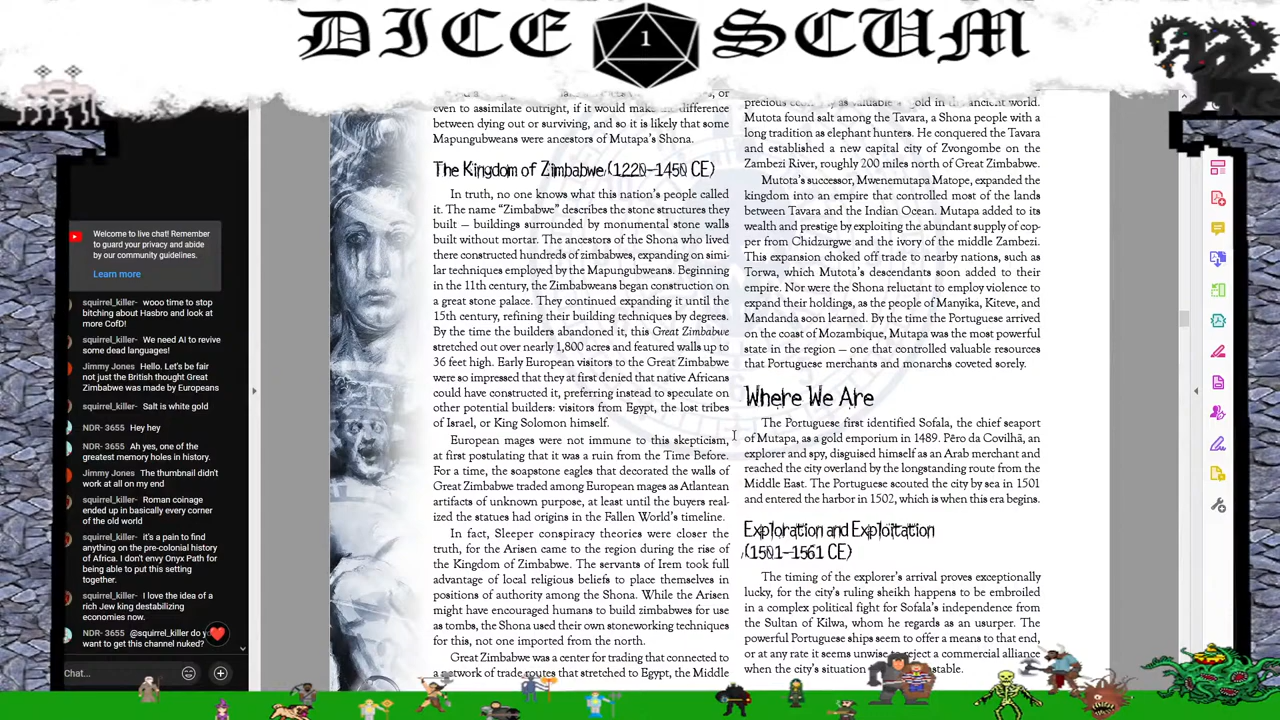 DICE SCUM
1
Welcome to live chat! Remember
to guard your privacy and abide
by our community guidelines.
Learn more
squirrel_killer- wooo time to stop
bitching about Hasbro and look at
more CofD!
squirrel_killer- We need AI to revive
some dead languages!
Jimmy Jones Hello. Let's be fair
not just the British thought Great
Zimbabwe was made by Europeans
squirrel_killer- Salt is white gold
NDR- 3655 Hey hey
NDR- 3655 Ah yes, one of the
greatest memory holes in history.
Jimmy Jones The thumbnail didn't
work at all on my end
squirrel_killer- Roman coinage
ended up in basically every corner
of the old world
squirrel_killer- it's a pain to find
anything on the pre-colonial history
of Africa. I don't envy Onyx Path for
being able to put this setting
together.
squirrel_killer- I love the idea of a
rich Jew king destabilizing
economies now.
NDR- 3655 @squirrel_killer do
want to get this channel nuked?
Chat...
even to assimilate outright, if it would make difference
between dying out or surviving, and so it is likely that some
Mapungubweans were ancestors of Mutapa's Shona.
The Kingdom of Zimbabwe (1220–1450 CE)
In truth, no one knows what this nation's people called
it. The name "Zimbabwe" describes the stone structures they
built — buildings surrounded by monumental stone walls
built without mortar. The ancestors of the Shona who lived
there constructed hundreds of zimbabwes, expanding on simi-
lar techniques employed by the Mapungubweans. Beginning
in the 11th century, the Zimbabweans began construction on
a great stone palace. They continued expanding it until the
15th century, refining their building techniques by degrees.
By the time the builders abandoned it, this Great Zimbabwe
stretched out over nearly 1,800 acres and featured walls up to
36 feet high. Early European visitors to the Great Zimbabwe
were so impressed that they at first denied that native Africans
could have constructed it, preferring instead to speculate on
other potential builders: visitors from Egypt, the lost tribes
of Israel, or King Solomon himself.
European mages were not immune to this skepticism,
at first postulating that it was a ruin from the Time Before.
For a time, the soapstone eagles that decorated the walls of
Great Zimbabwe traded among European mages as Atlantean
artifacts of unknown purpose, at least until the buyers real-
ized the statues had origins in the Fallen World's timeline.
In fact, Sleeper conspiracy theories were closer the
truth, for the Arisen came to the region during the rise of
the Kingdom of Zimbabwe. The servants of Irem took full
advantage of local religious beliefs to place themselves in
positions of authority among the Shona. While the Arisen
might have encouraged humans to build zimbabwes for use
as tombs, the Shona used their own stoneworking techniques
for this, not one imported from the north.
Great Zimbabwe was a center for trading that connected to
a network of trade routes that stretched to Egypt, the Middle
precious as valuable gold in the ancient world.
Mutota found salt among the Tavara, a Shona people with a
long tradition as elephant hunters. He conquered the Tavara
and established a new capital city of Zvongombe on the
Zambezi River, roughly 200 miles north of Great Zimbabwe.
Mutota's successor, Mwenemutapa Matope, expanded the
kingdom into an empire that controlled most of the lands
between Tavara and the Indian Ocean. Mutapa added to its
wealth and prestige by exploiting the abundant supply of cop-
per from Chidzurgwe and the ivory of the middle Zambezi.
This expansion choked off trade to nearby nations, such as
Torwa, which Mutota's descendants soon added to their
empire. Nor were the Shona reluctant to employ violence to
expand their holdings, as the people of Manyika, Kiteve, and
Mandanda soon learned. By the time the Portuguese arrived
on the coast of Mozambique, Mutapa was the most powerful
state in the region — one that controlled valuable resources
that Portuguese merchants and monarchs coveted sorely.
Where We Are
The Portuguese first identified Sofala, the chief seaport
of Mutapa, as a gold emporium in 1489. Pêro da Covilhã, an
explorer and spy, disguised himself as an Arab merchant and
reached the city overland by the longstanding route from the
Middle East. The Portuguese scouted the city by sea in 1501
and entered the harbor in 1502, which is when this era begins.
Exploration and Exploitation
(1501–1561 CE)
The timing of the explorer's arrival proves exceptionally
lucky, for the city's ruling sheikh happens to be embroiled
in a complex political fight for Sofala's independence from
the Sultan of Kilwa, whom he regards as an usurper. The
powerful Portuguese ships seem to offer a means to that end,
or at any rate it seems unwise reject a commercial alliance
when the city's situation